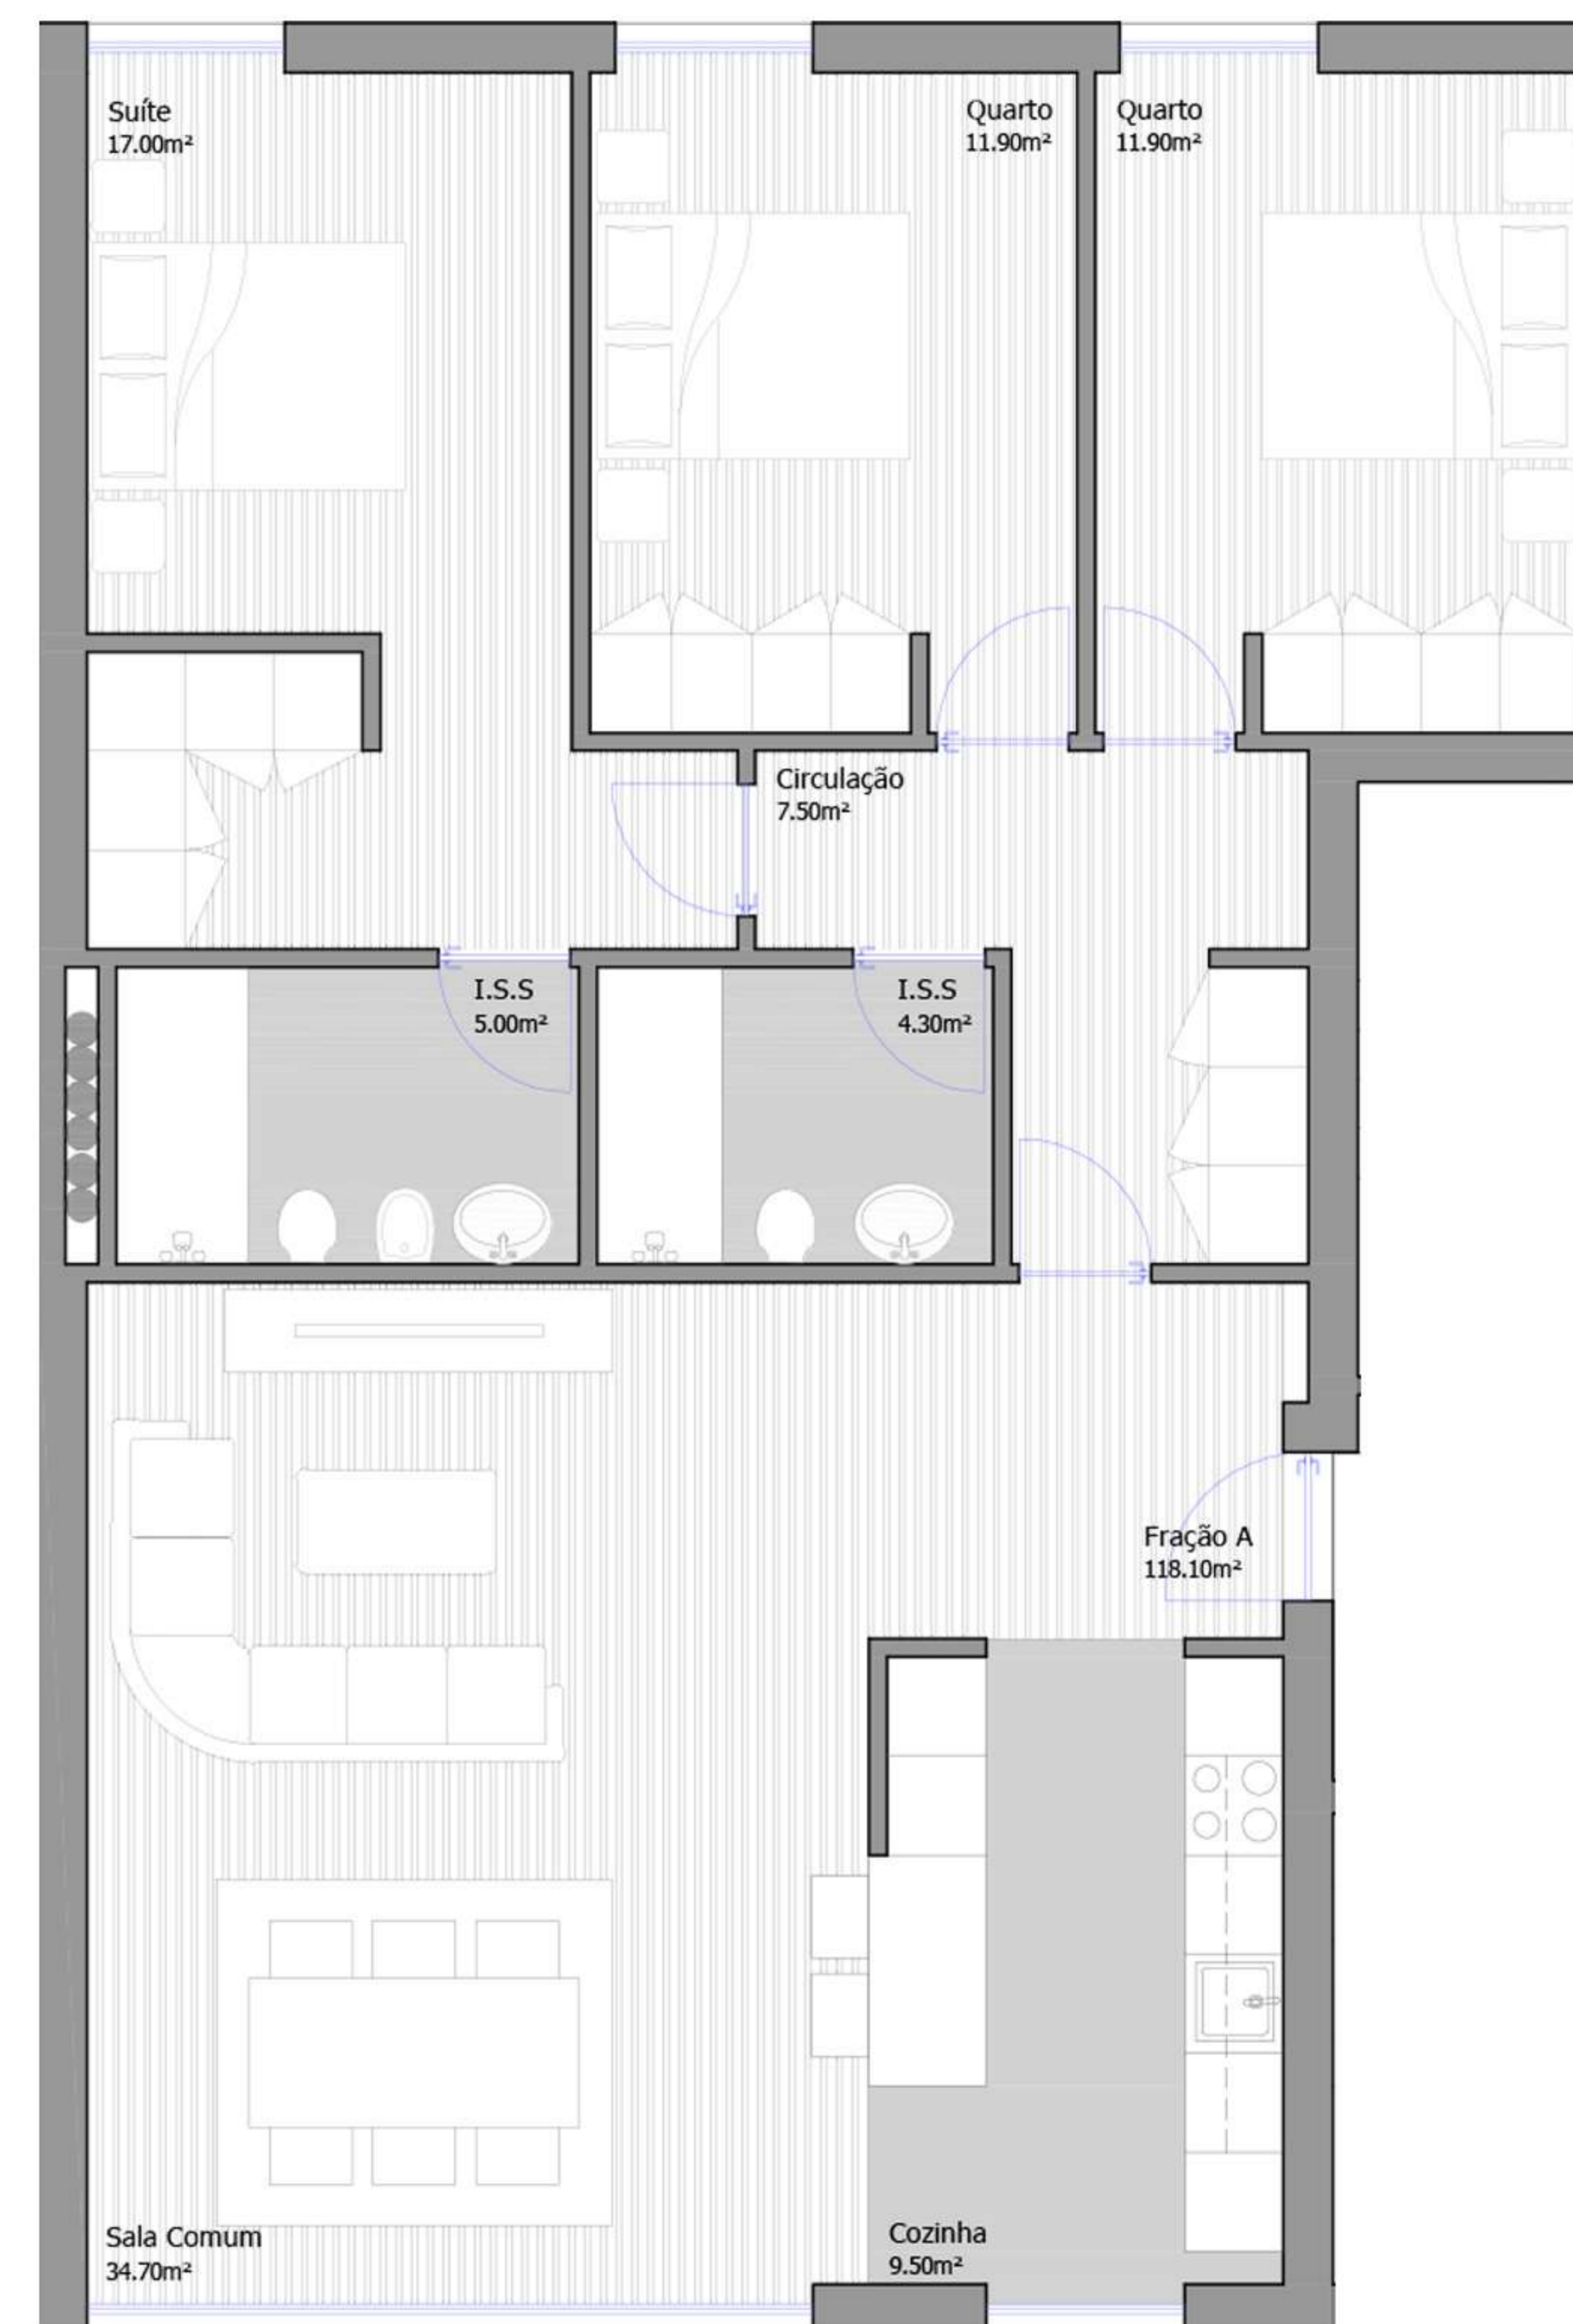 Suíte
17.00m²
Quarto
11.90m²
Quarto
11.90m²
Circulação
7.50m²
I.S.S
5.00m²
I.S.S
4.30m²
Fração A
118.10m²
Sala Comum
34.70m²
Cozinha
9.50m²